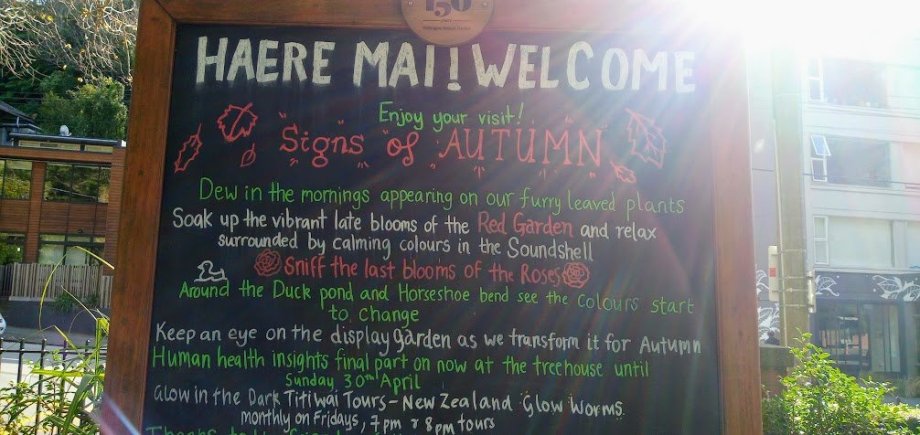 150
HAERE MAI! WELCOME
Enjoy your visit!
Signs of AUTUMN
Dew in the mornings appearing on our furry leaved plants
Soak up the vibrant late blooms of the Red Garden and relax
surrounded by calming colours in the Soundshell
Sniff the last blooms of the Roses
Around the Duck pond and Horseshoe bend see the colours start
to change
Keep an eye on the display garden as we transform it for Autumn
Human health insights final part on now at the treehouse until
Sunday, 30th April
Glow in the Dark Titiwai Tours - New Zealand Glow Worms
monthly on Fridays, 7pm & 8pm tours
Thanks to